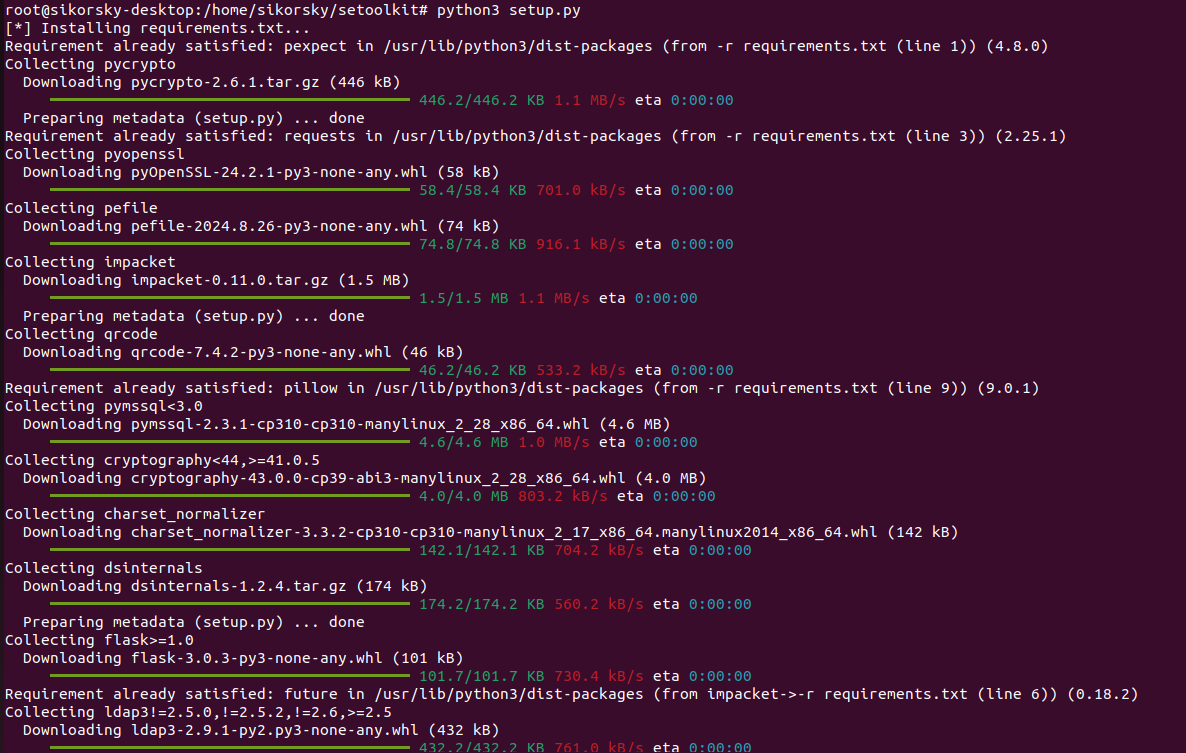 root@sikorsky-desktop:/home/sikorsky/setoolkit# python3 setup.py
[*] Installing requirements.txt...
Requirement already satisfied: pexpect in /usr/lib/python3/dist-packages (from -r requirements.txt (line 1)) (4.8.0)
Collecting pycrypto
  Downloading pycrypto-2.6.1.tar.gz (446 kB)
446.2/446.2 KB 1.1 MB/s eta 0:00:00
  Preparing metadata (setup.py) ... done
Requirement already satisfied: requests in /usr/lib/python3/dist-packages (from -r requirements.txt (line 3)) (2.25.1)
Collecting pyopenssl
  Downloading pyOpenSSL-24.2.1-py3-none-any.whl (58 kB)
58.4/58.4 KB 701.0 kB/s eta 0:00:00
Collecting pefile
  Downloading pefile-2024.8.26-py3-none-any.whl (74 kB)
74.8/74.8 KB 916.1 kB/s eta 0:00:00
Collecting impacket
  Downloading impacket-0.11.0.tar.gz (1.5 MB)
1.5/1.5 MB 1.1 MB/s eta 0:00:00
  Preparing metadata (setup.py) ... done
Collecting qrcode
  Downloading qrcode-7.4.2-py3-none-any.whl (46 kB)
46.2/46.2 KB 533.2 kB/s eta 0:00:00
Requirement already satisfied: pillow in /usr/lib/python3/dist-packages (from -r requirements.txt (line 9)) (9.0.1)
Collecting pymssql<3.0
  Downloading pymssql-2.3.1-cp310-cp310-manylinux_2_28_x86_64.whl (4.6 MB)
4.6/4.6 MB 1.0 MB/s eta 0:00:00
Collecting cryptography<44,>=41.0.5
  Downloading cryptography-43.0.0-cp39-abi3-manylinux_2_28_x86_64.whl (4.0 MB)
4.0/4.0 MB 803.2 kB/s eta 0:00:00
Collecting charset_normalizer
  Downloading charset_normalizer-3.3.2-cp310-cp310-manylinux_2_17_x86_64.manylinux2014_x86_64.whl (142 kB)
142.1/142.1 KB 704.2 kB/s eta 0:00:00
Collecting dsinternals
  Downloading dsinternals-1.2.4.tar.gz (174 kB)
174.2/174.2 KB 560.2 kB/s eta 0:00:00
  Preparing metadata (setup.py) ... done
Collecting flask>=1.0
  Downloading flask-3.0.3-py3-none-any.whl (101 kB)
101.7/101.7 KB 730.4 kB/s eta 0:00:00
Requirement already satisfied: future in /usr/lib/python3/dist-packages (from impacket->-r requirements.txt (line 6)) (0.18.2)
Collecting ldap3!=2.5.0,!=2.5.2,!=2.6,>=2.5
  Downloading ldap3-2.9.1-py2.py3-none-any.whl (432 kB)
432.2/432.2 KB 761.0 kB/s eta 0:00:00